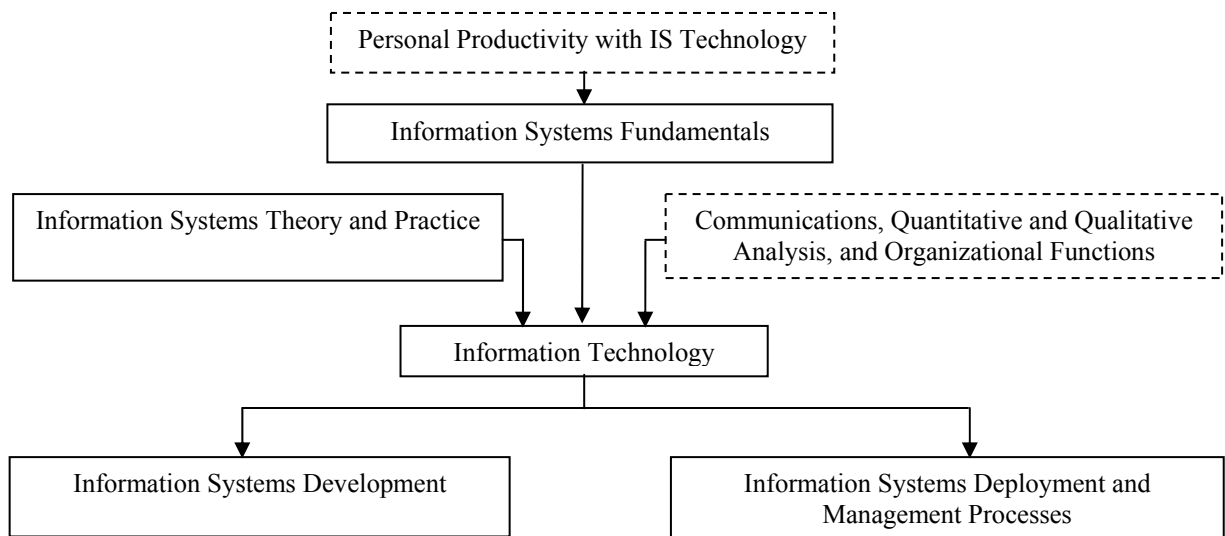 Personal Productivity with IS Technology
Information Systems Fundamentals
Information Systems Theory and Practice
Communications, Quantitative and Qualitative
Analysis, and Organizational Functions
Information Technology
Information Systems Development
Information Systems Deployment and
Management Processes